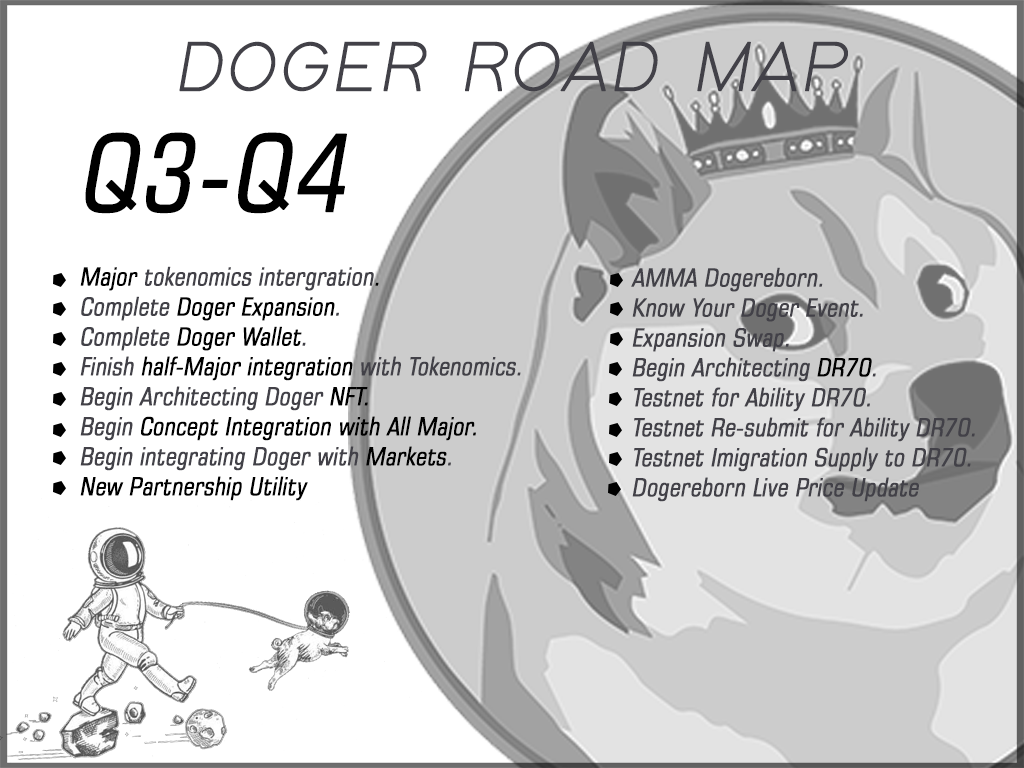 DOGER ROAD MAP
Q3-Q4
Major tokenomics intergration.
Complete Doger Expansion.
Complete Doger Wallet.
Finish half-Major integration with Tokenomics.
Begin Architecting Doger NFT.
Begin Concept Integration with All Major.
Begin integrating Doger with Markets.
New Partnership Utility
AMMA Dogereborn.
Know Your Doger Event.
Expansion Swap.
Begin Architecting DR70.
Testnet for Ability DR70.
Testnet Re-submit for Ability DR70.
Testnet Imigration Supply to DR70.
Dogereborn Live Price Update